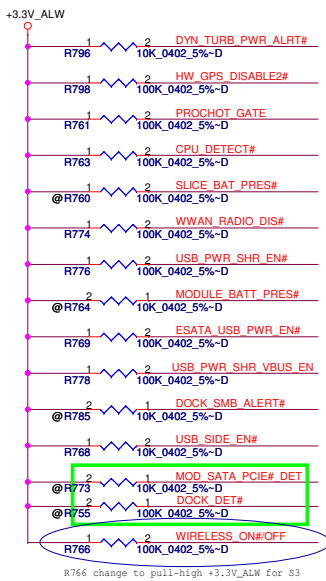 +3.3V_ALW
1 2 DYN_TURB_PWR_ALRT#
R796 10K_0402_5%~D
1 2 HW_GPS_DISABLE2#
R798 100K_0402_5%~D
1 2 PROCHOT_GATE
R761 100K_0402_5%~D
1 2 CPU_DETECT#
R763 100K_0402_5%~D
1 2 SLICE_BAT_PRES#
@R760 100K_0402_5%~D
1 2 WWAN_RADIO_DIS#
R774 100K_0402_5%~D
1 2 USB_PWR_SHR_EN#
R776 100K_0402_5%~D
2 1 MODULE_BATT_PRES#
@R764 10K_0402_5%~D
1 2 ESATA_USB_PWR_EN#
R769 100K_0402_5%~D
1 2 USB_PWR_SHR_VBUS_EN
R778 100K_0402_5%~D
2 1 DOCK_SMB_ALERT#
@R785 10K_0402_5%~D
1 2 USB_SIDE_EN#
R768 10K_0402_5%~D
2 1 MOD_SATA_PCIE#_DET
@R773 10K_0402_5%~D
2 1 DOCK_DET#
@R755 100K_0402_5%~D
1 2 WIRELESS_ON#/OFF
R766 100K_0402_5%~D
R766 change to pull-high +3.3V_ALW for S3